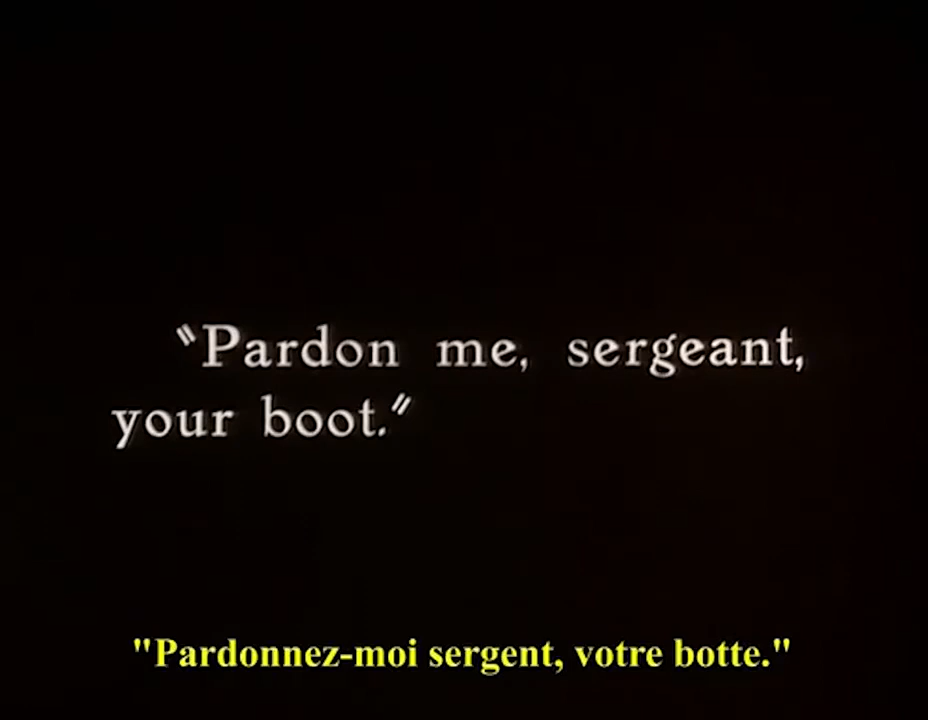 "Pardon me, sergeant,
your boot."
"Pardonnez-moi sergent, votre botte."